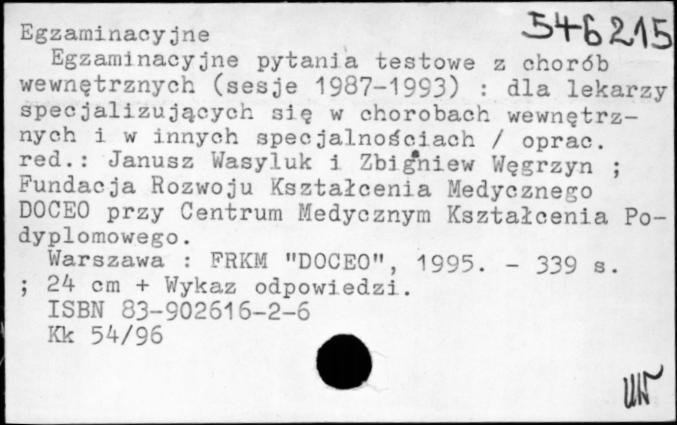 546215
Egzaminacyjne
Egzaminacyjne pytania testowe z chorób
wewnętrznych (sesje 1987-1993) : dla lekarzy
specjalizujących się w chorobach wewnętrz-
nych i w innych specjalnościach / oprac.
red.: Janusz Wasyluk i Zbigniew Węgrzyn ;
Fundacja Rozwoju Kształcenia Medycznego
DOCEO przy Centrum Medycznym Kształcenia Po-
dyplomowego.
Warszawa : FRKM "DOCEO", 1995. - 339 s.
; 24 cm + Wykaz odpowiedzi.
ISBN 83-902616-2-6
Kk 54/96